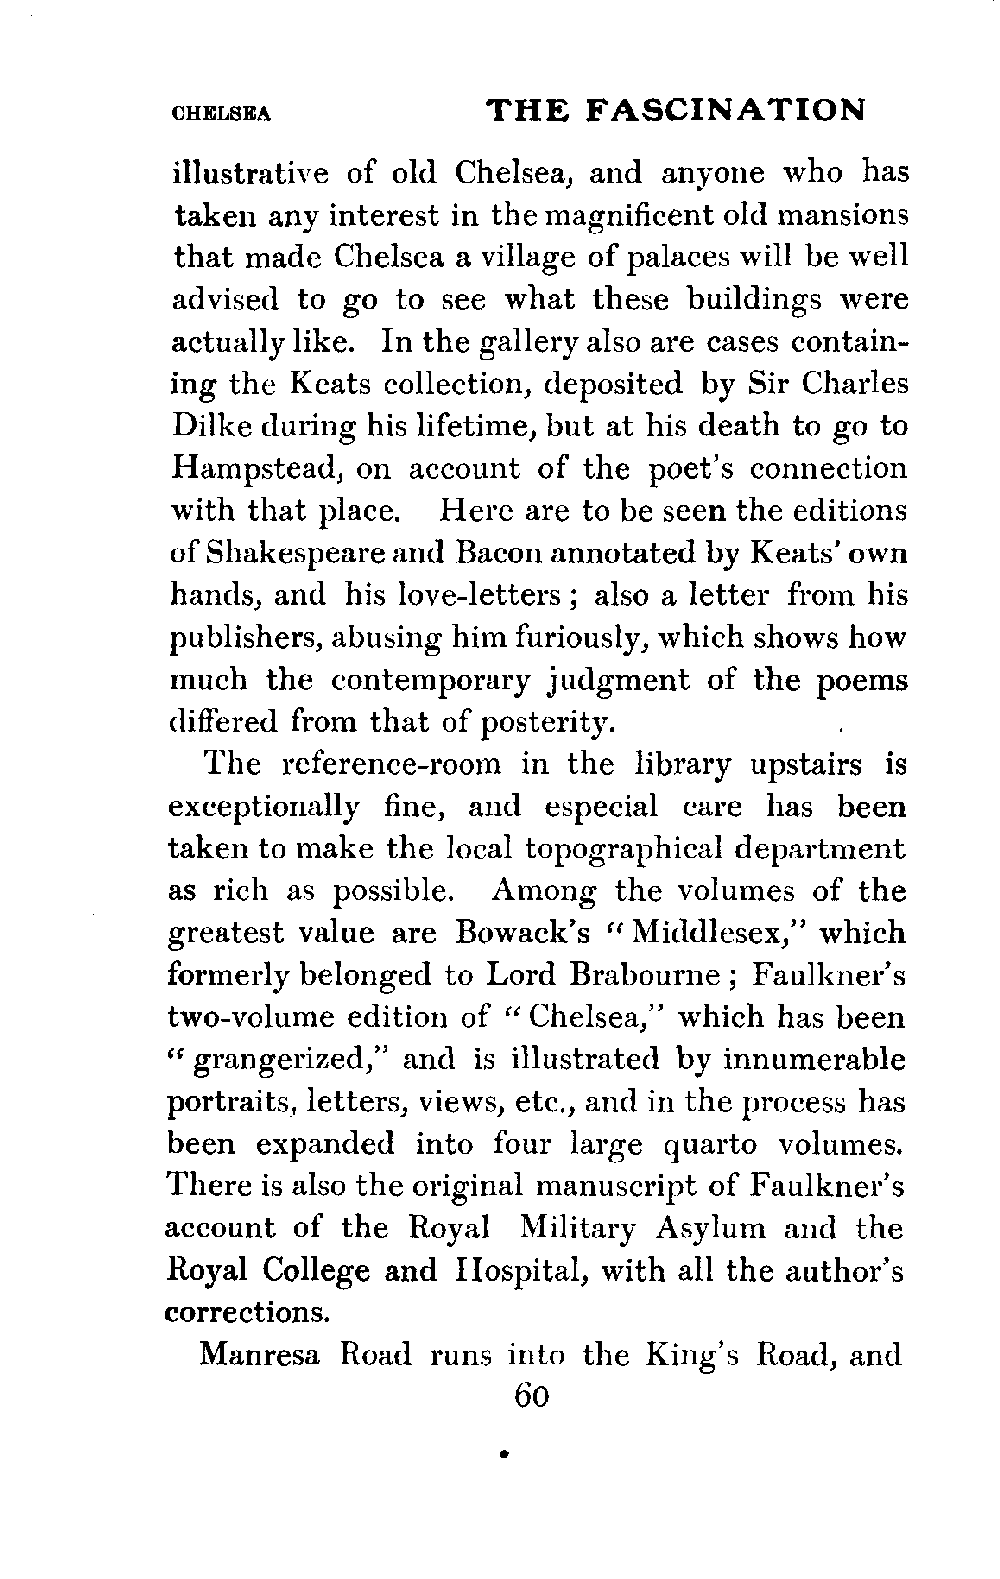 CHELSEA THE FASCINATION
illustrative of old Chelsea, and anyone who has
taken any interest in the magnificent old mansions
that made Chelsea a village of palaces will be well
advised to go to see what these buildings were
actually like. In the gallery also are cases contain-
ing the Keats collection, deposited by Sir Charles
Dilke during his lifetime, but at his death to go to
Hampstead, on account of the poet's connection
with that place. Here are to be seen the editions
of Shakespeare and Bacon annotated by Keats' own
hands, and his love-letters ; also a letter from his
publishers, abusing him furiously, which shows how
much the contemporary judgment of the poems
differed from that of posterity.
The reference-room in the library upstairs is
exceptionally fine, and especial care has been
taken to make the local topographical department
as rich as possible. Among the volumes of the
greatest value are Bowack's “ Middlesex,” which
formerly belonged to Lord Brabourne ; Faulkner's
two-volume edition of “ Chelsea,” which has been
“ grangerized,” and is illustrated by innumerable
portraits, letters, views, etc., and in the process has
been expanded into four large quarto volumes.
There is also the original manuscript of Faulkner's
account of the Royal Military Asylum and the
Royal College and Hospital, with all the author's
corrections.
Manresa Road runs into the King's Road, and
60